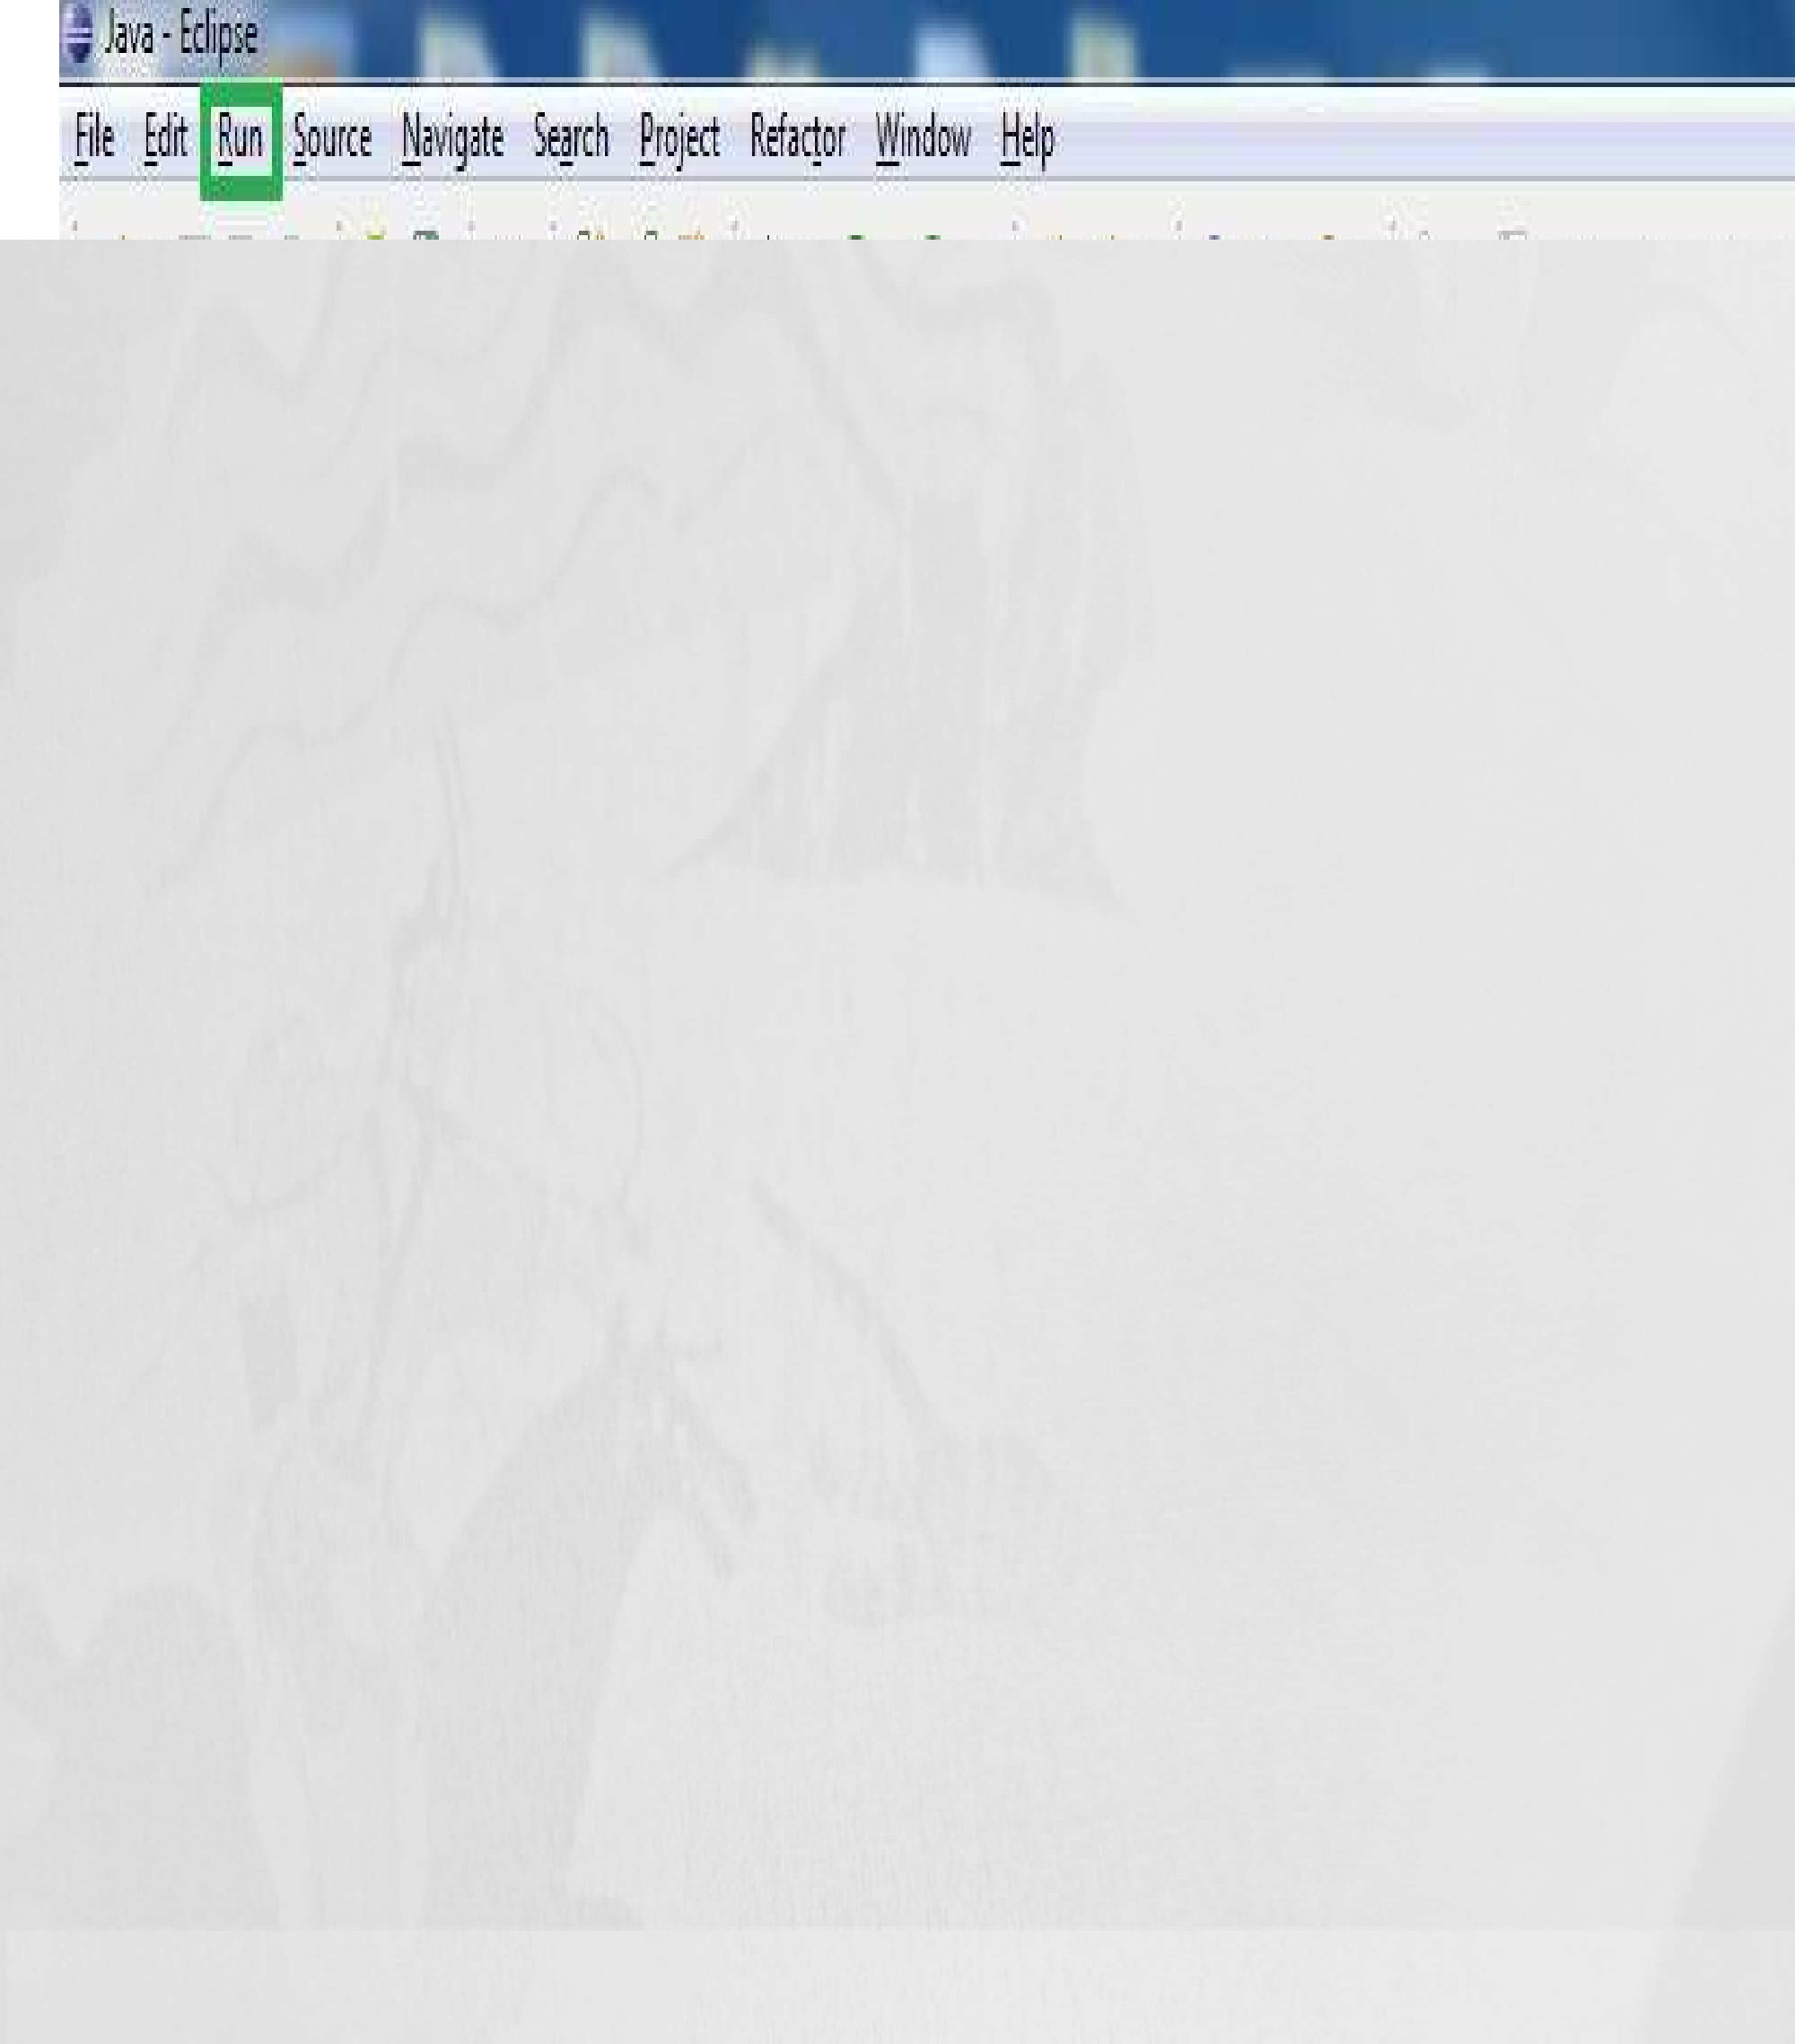 Java - Eclipse
File Edit Run Source Navigate Search Project Refactor Window Help